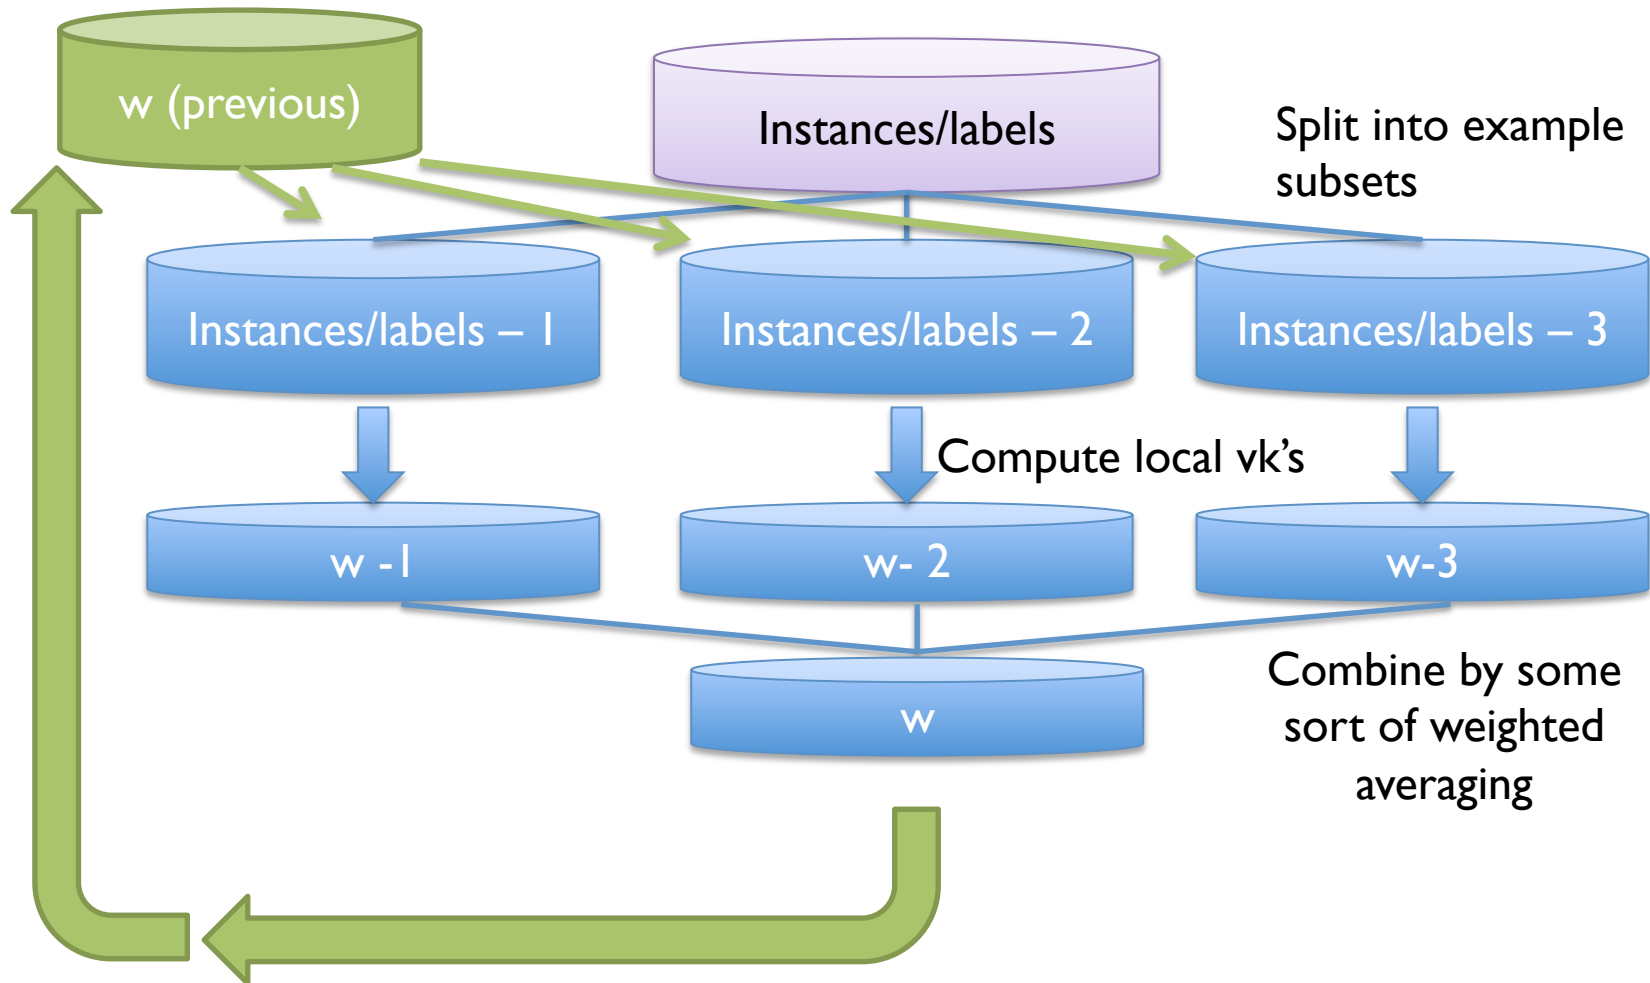 w (previous)
Instances/labels
Split into example
subsets
Instances/labels – 1
Instances/labels – 2
Instances/labels – 3
Compute local vk’s
w -1
w- 2
w-3
Combine by some
sort of weighted
averaging
w